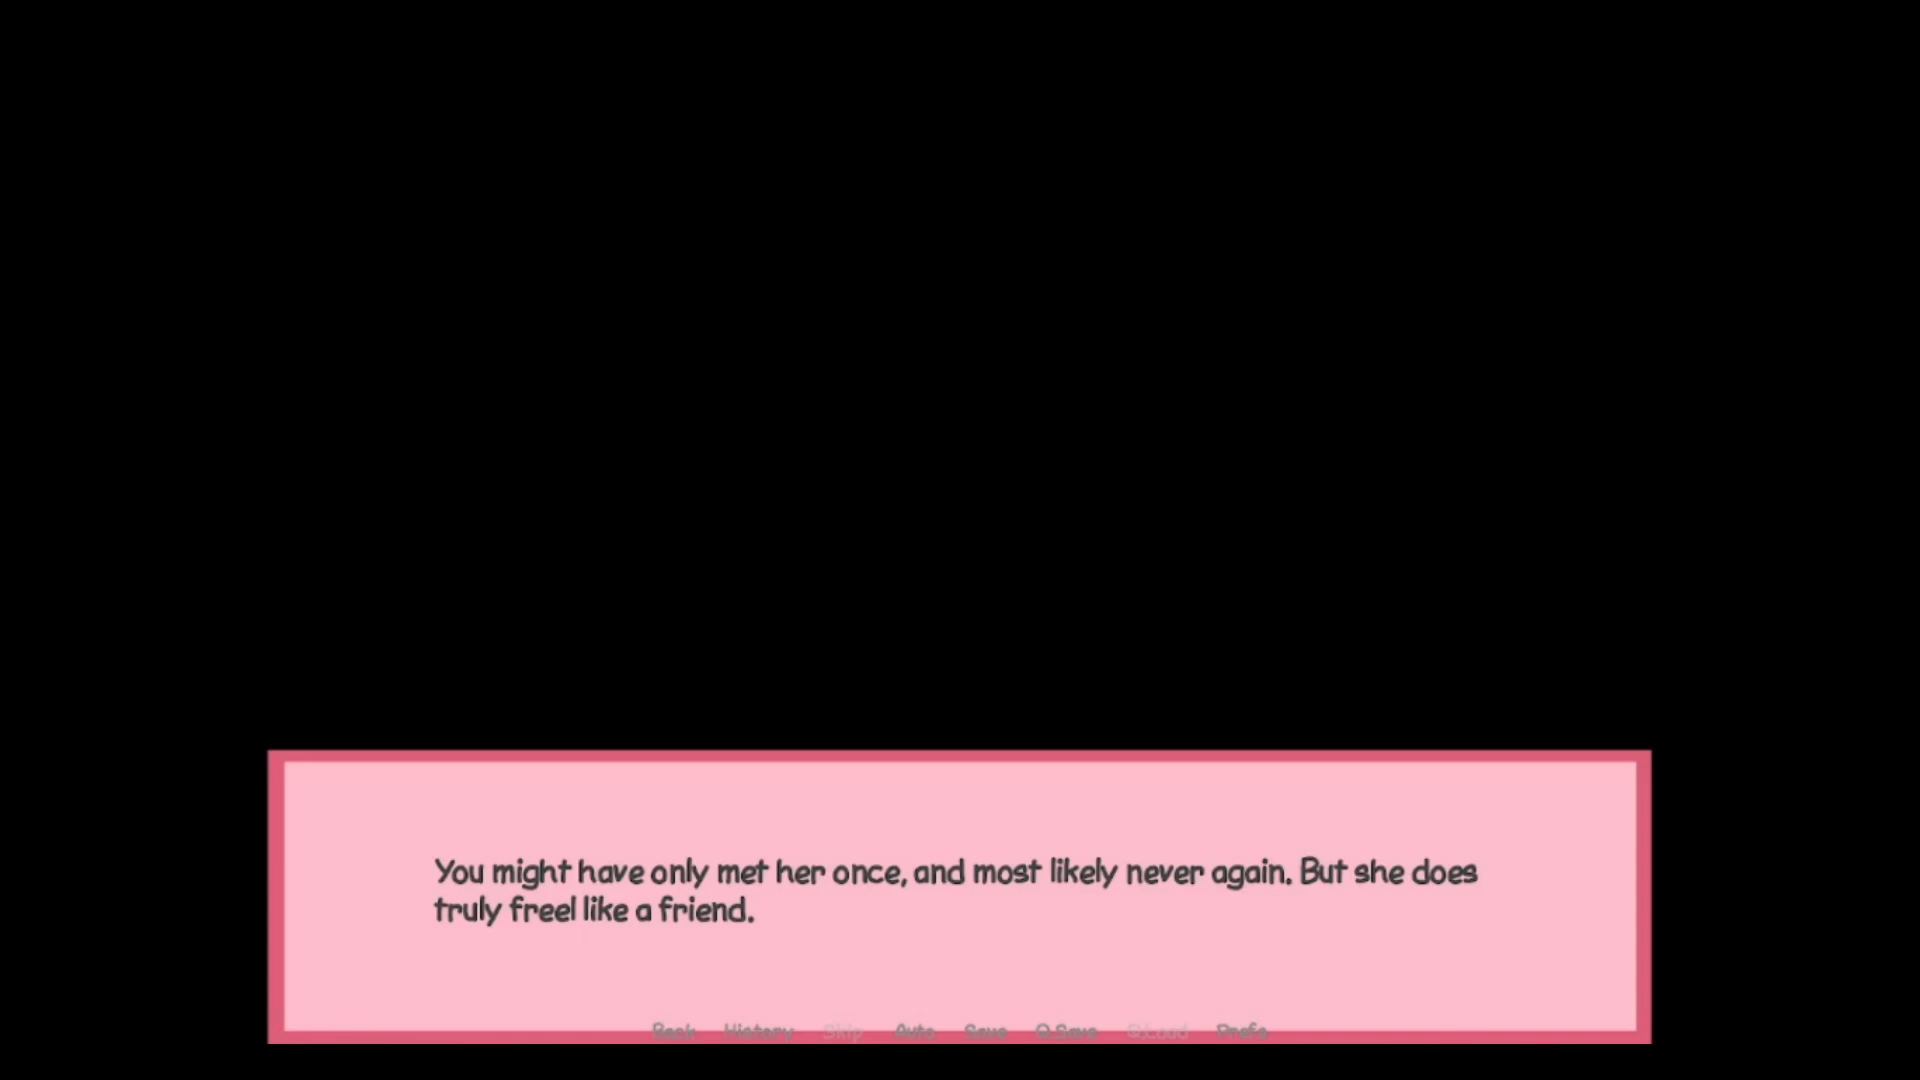 You might have only met her once, and most likely never again. But she does
truly freel like a friend.
Back History Skip Auto Save Q.Save Q.Load Prefs